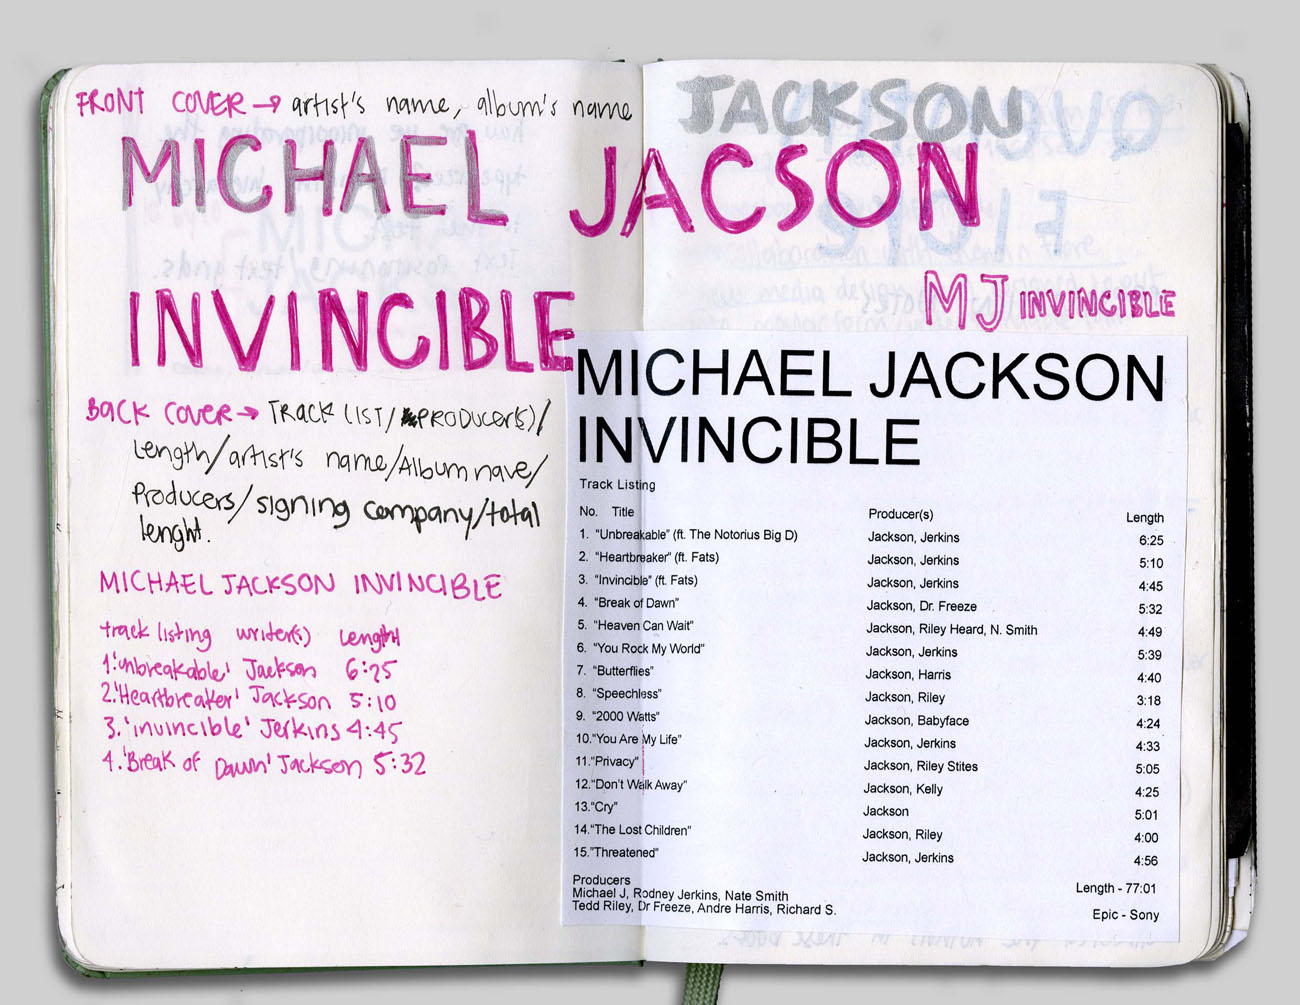 FRONT COVER → artist's name, album's name
JACKSON
MICHAEL JACSON
INVINCIBLE
MJ INVINCIBLE
BACK COVER → TRACK LIST/PRODUCER(S)/
Length/artist's name/Album nave/
Producers/signing company/total
lenght.
MICHAEL JACKSON INVINCIBLE
track listing writer(s) Lenght
1.'unbreakable' Jackson 6:25
2.'Heartbreaker' Jackson 5:10
3.'invincible' Jerkins 4:45
4.'Break of Dawn' Jackson 5:32
MICHAEL JACKSON
INVINCIBLE
Track Listing
No. Title Producer(s) Length
1. “Unbreakable” (ft. The Notorius Big D) Jackson, Jerkins 6:25
2. “Heartbreaker” (ft. Fats) Jackson, Jerkins 5:10
3. “Invincible” (ft. Fats) Jackson, Jerkins 4:45
4. “Break of Dawn” Jackson, Dr. Freeze 5:32
5. “Heaven Can Wait” Jackson, Riley Heard, N. Smith 4:49
6. “You Rock My World” Jackson, Jerkins 5:39
7. “Butterflies” Jackson, Harris 4:40
8. “Speechless” Jackson, Riley 3:18
9. “2000 Watts” Jackson, Babyface 4:24
10.“You Are My Life” Jackson, Jerkins 4:33
11.“Privacy” Jackson, Riley Stites 5:05
12.“Don’t Walk Away” Jackson, Kelly 4:25
13.“Cry” Jackson 5:01
14.“The Lost Children” Jackson, Riley 4:00
15.”Threatened” Jackson, Jerkins 4:56
Producers
Michael J, Rodney Jerkins, Nate Smith
Tedd Riley, Dr Freeze, Andre Harris, Richard S.
Length - 77:01
Epic - Sony